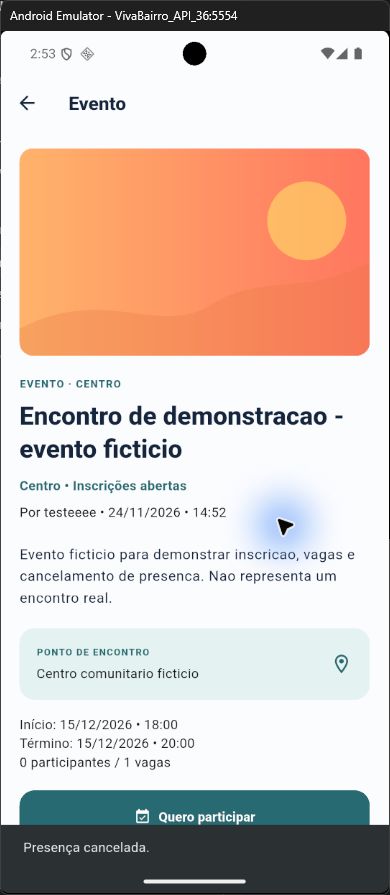 Android Emulator - VivaBairro_API_36:5554
2:53
Evento
EVENTO · CENTRO
Encontro de demonstracao -
evento ficticio
Centro • Inscrições abertas
Por testeeee • 24/11/2026 • 14:52
Evento ficticio para demonstrar inscricao, vagas e
cancelamento de presenca. Nao representa um
encontro real.
PONTO DE ENCONTRO
Centro comunitario ficticio
Início: 15/12/2026 • 18:00
Término: 15/12/2026 • 20:00
0 participantes / 1 vagas
Quero participar
Presença cancelada.